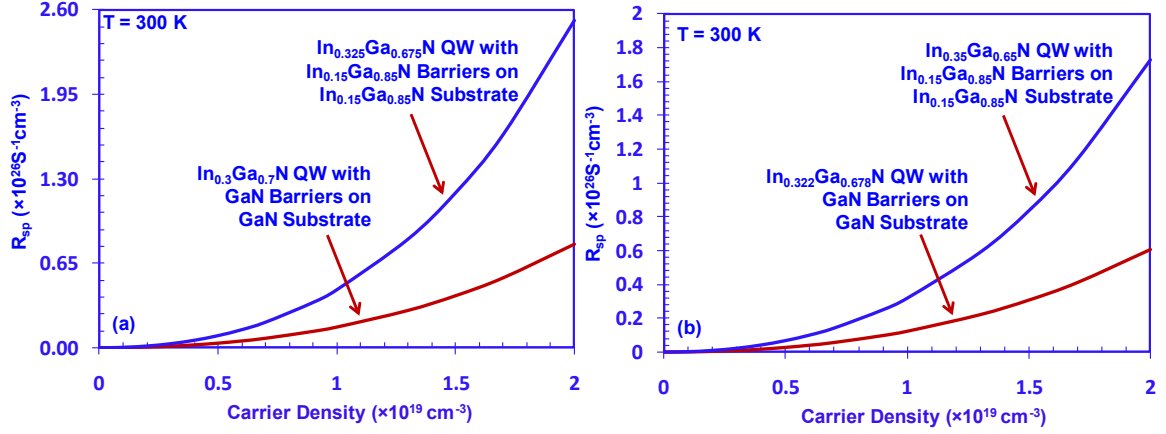 T = 300 K
In0.325Ga0.675N QW with
In0.15Ga0.85N Barriers on
In0.15Ga0.85N Substrate
In0.3Ga0.7N QW with
GaN Barriers on
GaN Substrate
(a)
Rsp (×10²⁶S⁻¹cm⁻³)
2.60
1.95
1.30
0.65
0.00
0 0.5 1 1.5 2
Carrier Density (×10¹⁹ cm⁻³)
T = 300 K
In0.35Ga0.65N QW with
In0.15Ga0.85N Barriers on
In0.15Ga0.85N Substrate
In0.322Ga0.678N QW with
GaN Barriers on
GaN Substrate
(b)
Rsp (×10²⁶S⁻¹cm⁻³)
2
1.8
1.6
1.4
1.2
1
0.8
0.6
0.4
0.2
0
0 0.5 1 1.5 2
Carrier Density (×10¹⁹ cm⁻³)